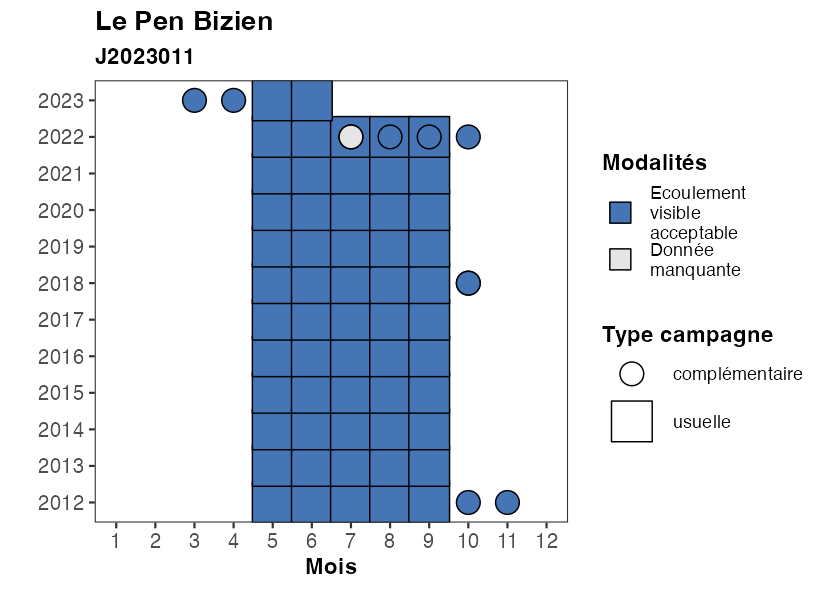 Le Pen Bizien
J2023011
2023
2022
2021
2020
2019
2018
2017
2016
2015
2014
2013
2012
1 2 3 4 5 6 7 8 9 10 11 12
Mois
Modalités
Ecoulement
visible
acceptable
Donnée
manquante
Type campagne
complémentaire
usuelle